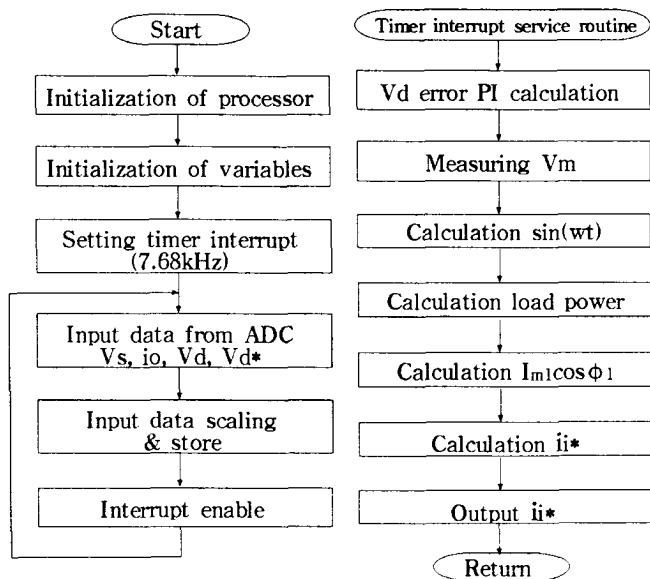 Start
Initialization of processor
Initialization of variables
Setting timer interrupt
(7.68kHz)
Input data from ADC
Vs, io, Vd, Vd*
Input data scaling
& store
Interrupt enable
Timer interrupt service routine
Vd error PI calculation
Measuring Vm
Calculation sin(wt)
Calculation load power
Calculation Im1cosϕ1
Calculation ii*
Output ii*
Return